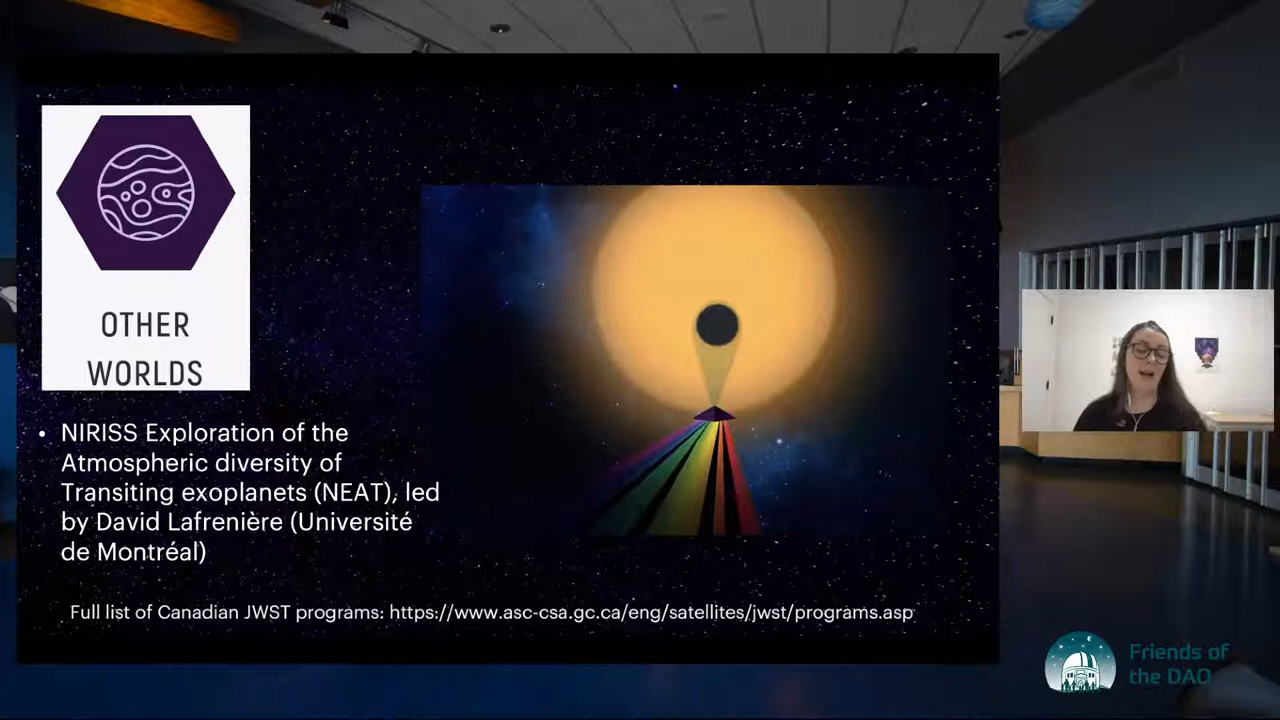 OTHER
WORLDS
• NIRISS Exploration of the
Atmospheric diversity of
Transiting exoplanets (NEAT), led
by David Lafrenière (Université
de Montréal)
Full list of Canadian JWST programs: https://www.asc-csa.gc.ca/eng/satellites/jwst/programs.asp
Friends of
the DAO